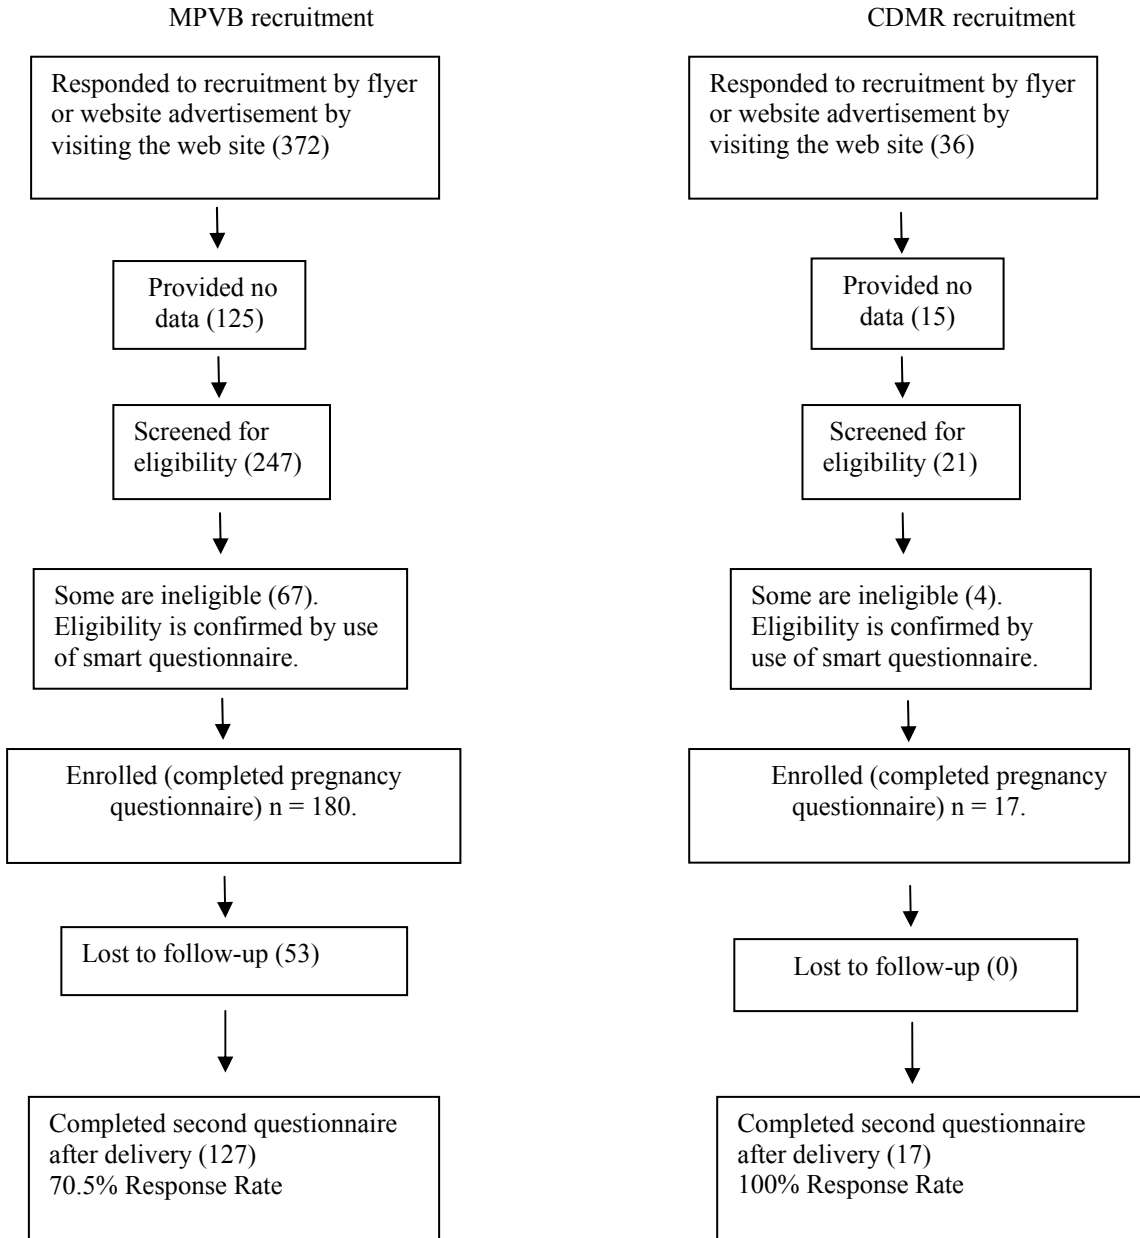 MPVB recruitment
Responded to recruitment by flyer
or website advertisement by
visiting the web site (372)
Provided no
data (125)
Screened for
eligibility (247)
Some are ineligible (67).
Eligibility is confirmed by use
of smart questionnaire.
Enrolled (completed pregnancy
questionnaire) n = 180.
Lost to follow-up (53)
Completed second questionnaire
after delivery (127)
70.5% Response Rate
CDMR recruitment
Responded to recruitment by flyer
or website advertisement by
visiting the web site (36)
Provided no
data (15)
Screened for
eligibility (21)
Some are ineligible (4).
Eligibility is confirmed by
use of smart questionnaire.
Enrolled (completed pregnancy
questionnaire) n = 17.
Lost to follow-up (0)
Completed second questionnaire
after delivery (17)
100% Response Rate